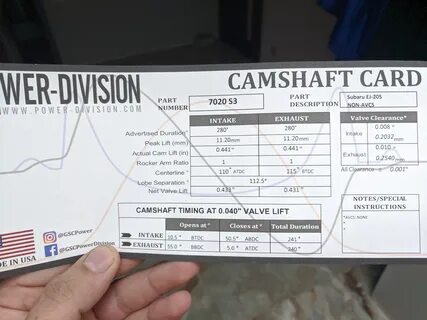 WER-DIVISION
WWW.POWER-DIVISION.COM
CAMSHAFT CARD
PART NUMBER 7020 S3
PART DESCRIPTION Subaru EJ-205 NON-AVCS
INTAKE EXHAUST
Advertised Duration 280° 280°
Peak Lift (mm) 11.20mm 11.20mm
Actual Cam Lift (in) 0.441" 0.441"
Rocker Arm Ratio 1 1
Centerline 110° ATDC 115° BTDC
Lobe Separation 112.5°
Net Valve Lift 0.433" 0.431"
Valve Clearance*
Intake 0.008" 0.2032mm
Exhaust 0.010" 0.2540mm
All Clearance 0.001"
NOTES/SPECIAL INSTRUCTIONS
*AVCS: NONE
CAMSHAFT TIMING AT 0.040" VALVE LIFT
Opens at° Closes at° Total Duration
INTAKE 10.5° BTDC 50.5° ABDC 241°
EXHAUST 55.0° BBDC 5.0° ATDC 240°
@GSCPower
@GSCPowerDivision
DE IN USA